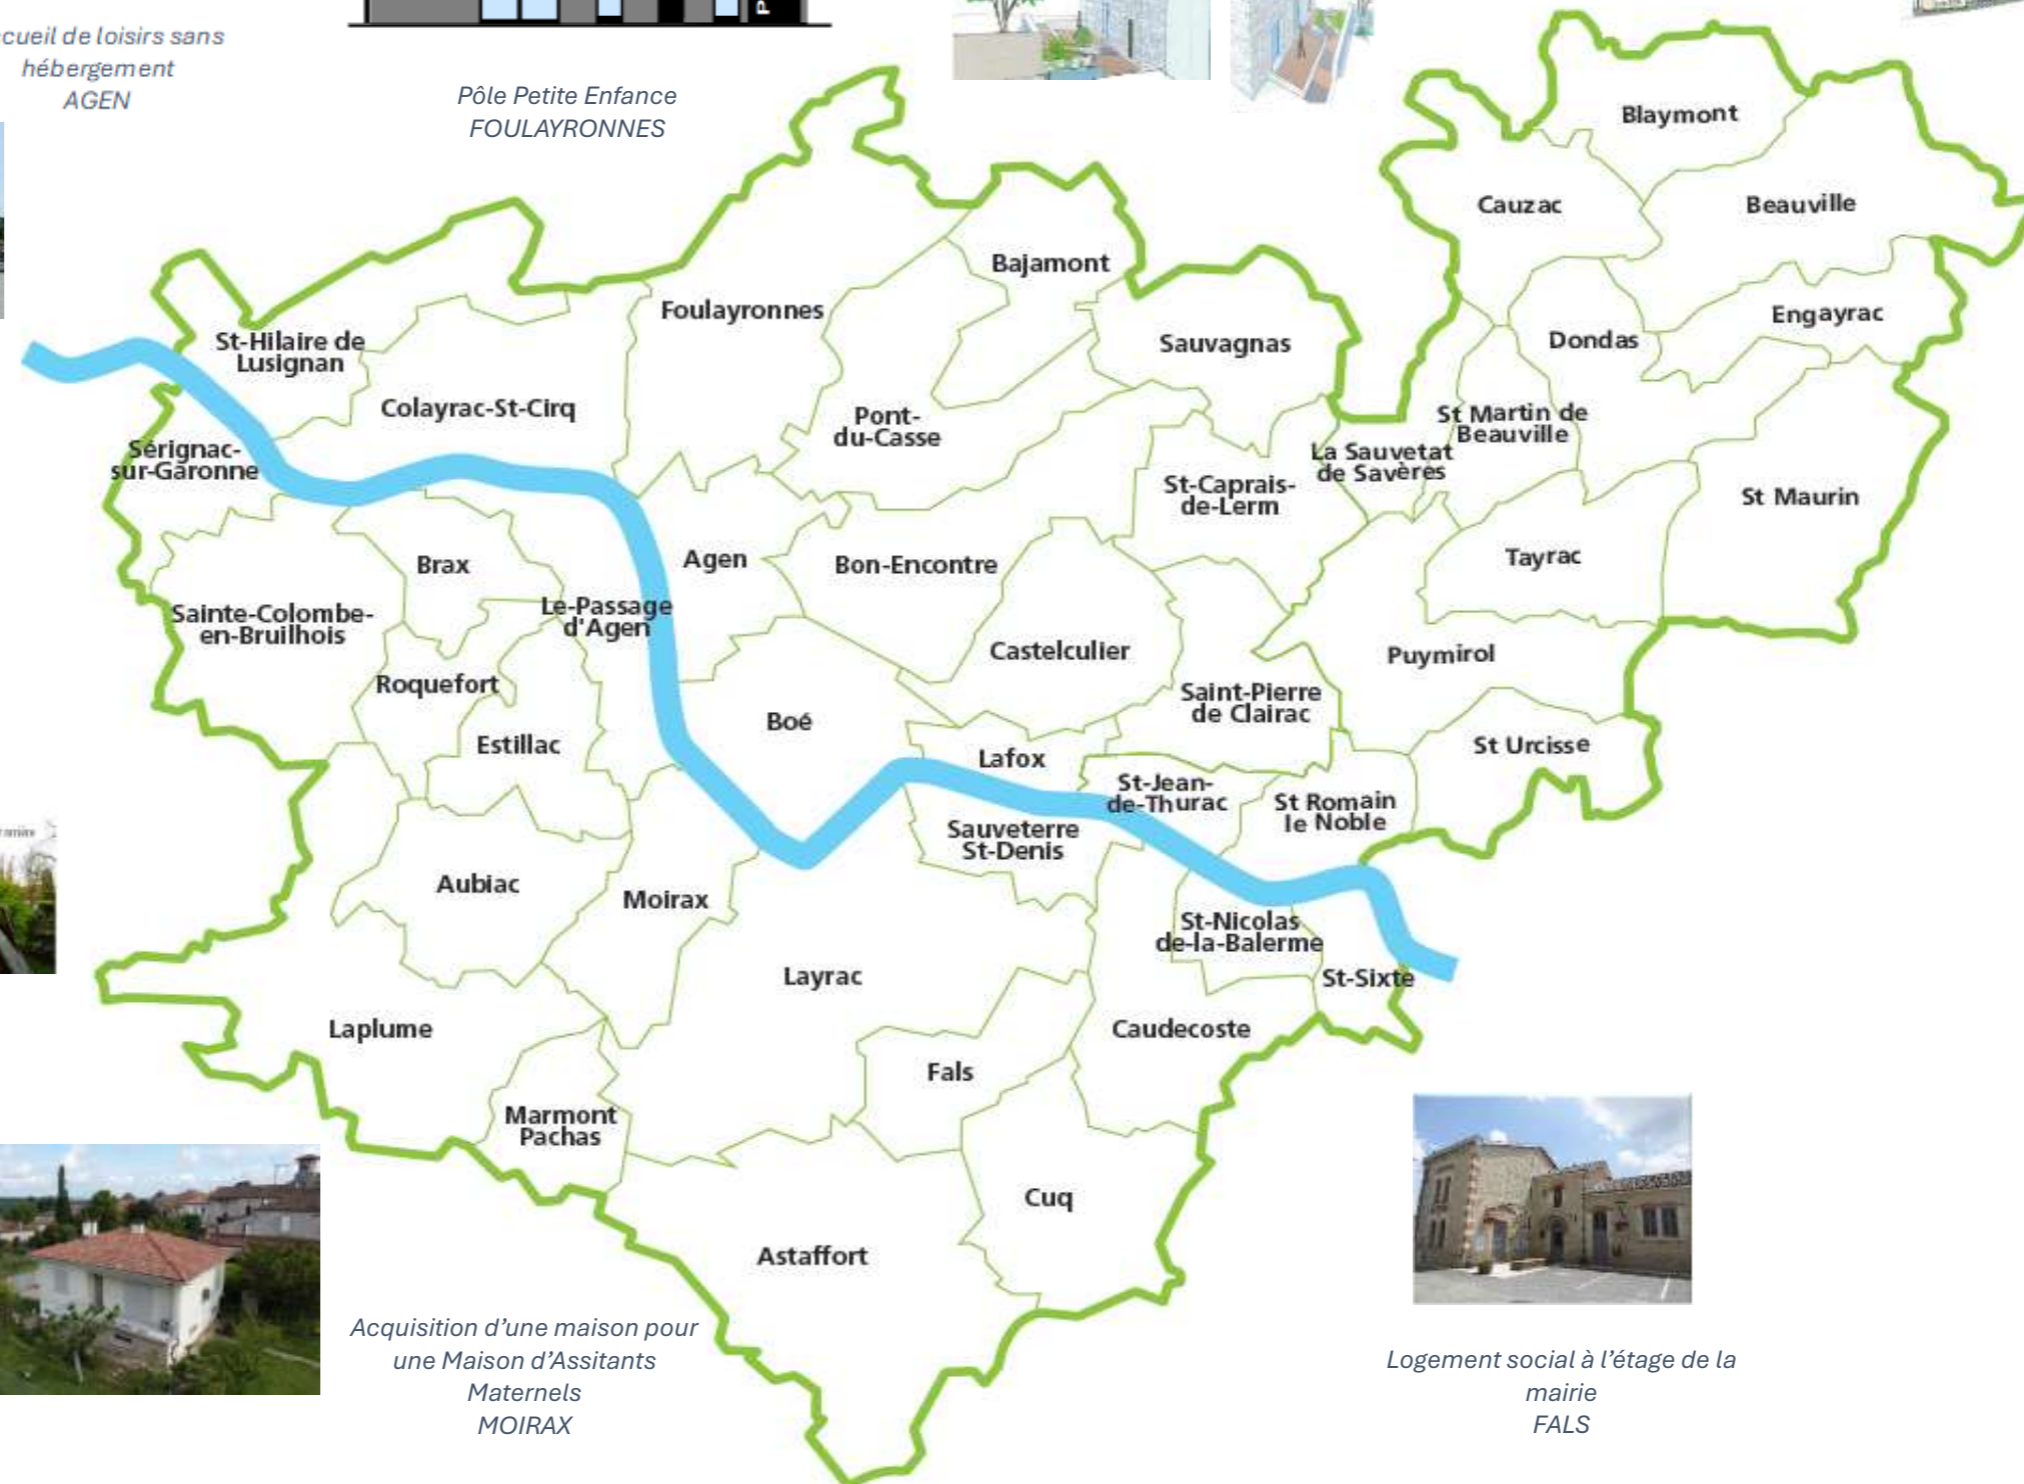 cueil de loisirs sans
hébergement
AGEN
P
Pôle Petite Enfance
FOULAYRONNES
Blaymont
Cauzac
Beauville
Bajamont
Foulayronnes
Engayrac
St-Hilaire de
Lusignan
Sauvagnas
Dondas
Colayrac-St-Cirq
Pont-
du-Casse
St Martin de
Beauville
Sérignac-
sur-Garonne
La Sauvetat
de Savères
St-Caprais-
de-Lerm
St Maurin
Agen
Bon-Encontre
Brax
Tayrac
Le-Passage
d'Agen
Sainte-Colombe-
en-Bruilhois
Castelculier
Puymirol
Roquefort
Saint-Pierre
de Clairac
Boé
Estillac
St Urcisse
Lafox
St-Jean-
de-Thurac
St Romain
le Noble
Sauveterre
St-Denis
Aubiac
Moirax
St-Nicolas
de-la-Balerme
Layrac
St-Sixte
Laplume
Caudecoste
Fals
Marmont
Pachas
Cuq
Astaffort
Acquisition d'une maison pour
une Maison d'Assitants
Maternels
MOIRAX
Logement social à l'étage de la
mairie
FALS